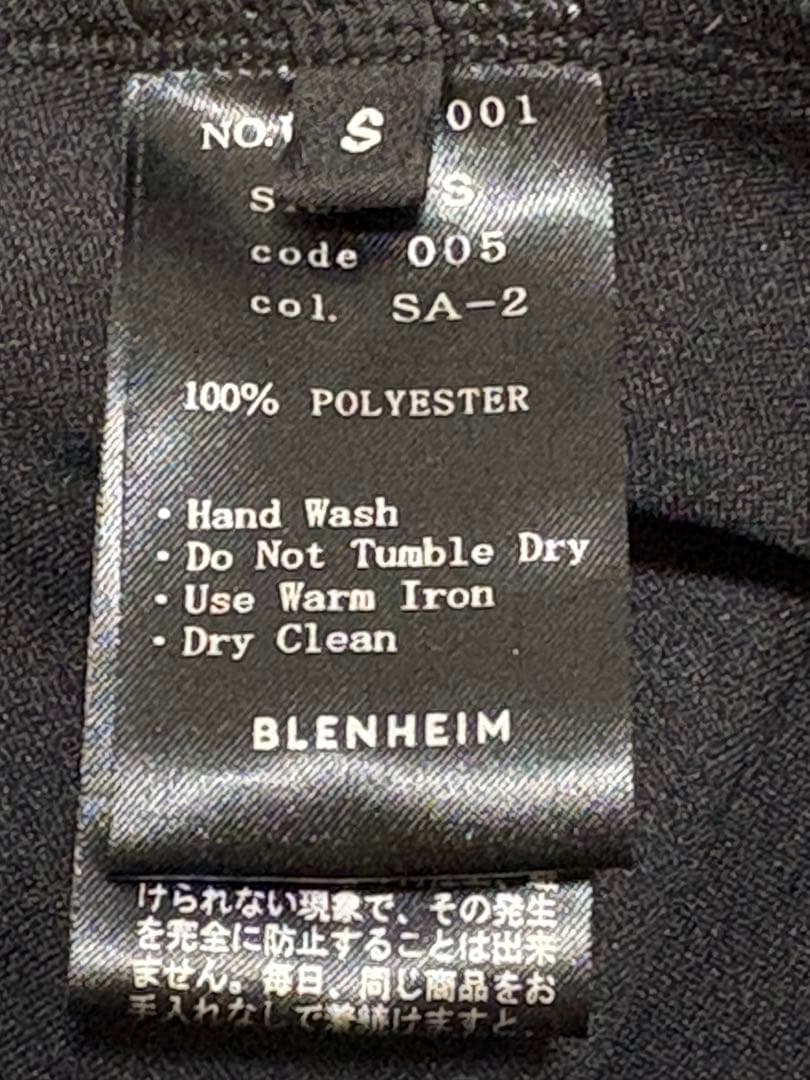 NO. S 001
S
code 005
col. SA-2
100% POLYESTER
・Hand Wash
・Do Not Tumble Dry
・Use Warm Iron
・Dry Clean
BLENHEIM
けられない現象で、その発生
を完全に防止することは出来
ません。毎日、同じ商品をお
手入れなしで着続けますと、